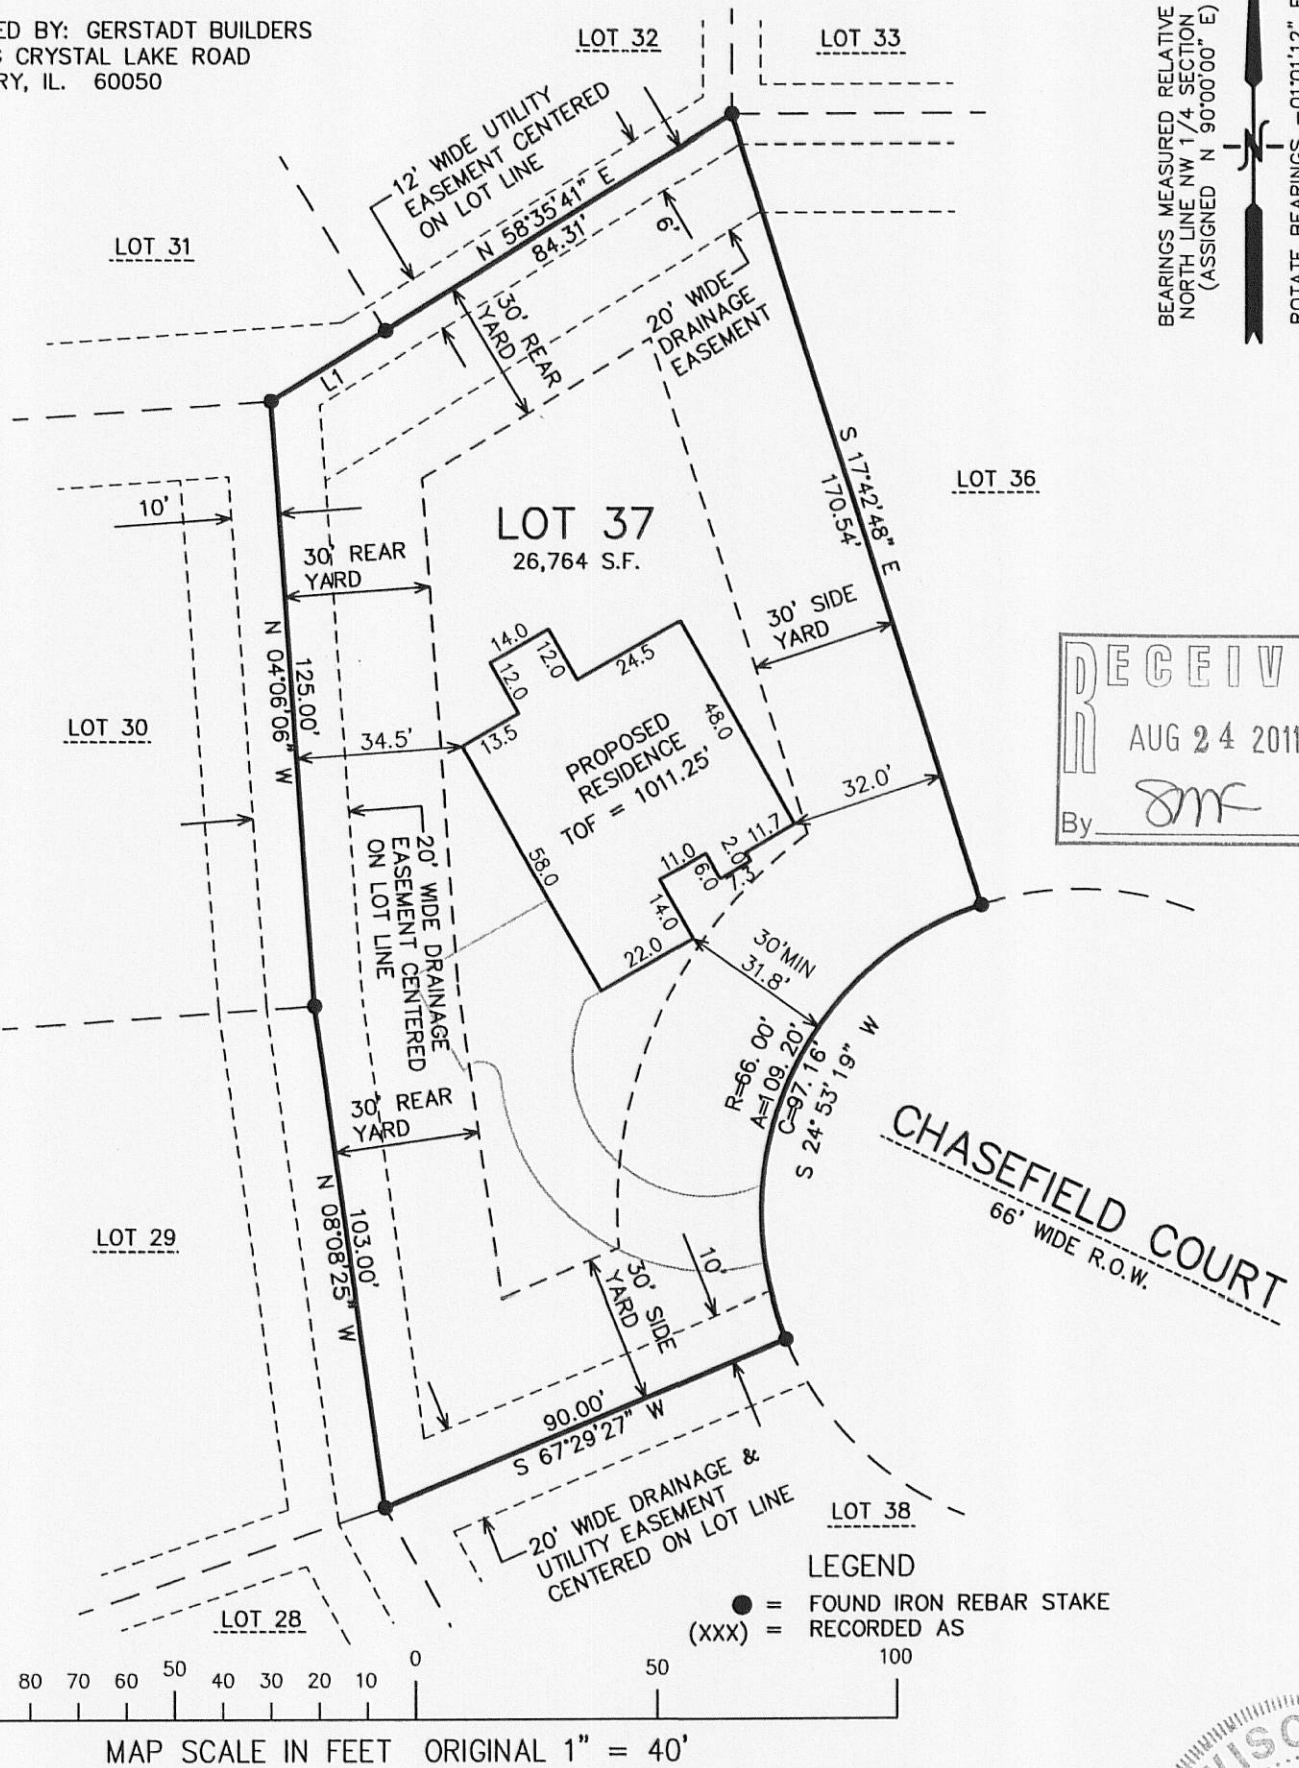 ED BY: GERSTADT BUILDERS
CRYSTAL LAKE ROAD
RY, IL. 60050
LOT 32
LOT 33
BEARINGS MEASURED RELATIVE
NORTH LINE NW 1/4 SECTION
(ASSIGNED N 90°00'00" E)
N
ROTATE BEARINGS -01°01'12"
12' WIDE UTILITY
EASEMENT CENTERED
ON LOT LINE
N 58°35'41" E
84.31'
6'
LOT 31
L1
30' REAR
YARD
20' WIDE
DRAINAGE
EASEMENT
S 17°42'48" E
170.54'
LOT 36
10'
LOT 37
26,764 S.F.
30' REAR
YARD
30' SIDE
YARD
N 04°06'06" W
125.00'
14.0
12.0
24.5
12.0
13.5
48.0
PROPOSED
RESIDENCE
TOF = 1011.25'
LOT 30
34.5'
32.0'
RECEIV
AUG 24 2011
By
58.0
11.0
6.0
2.0
7.3
11.7
14.0
22.0
20' WIDE DRAINAGE
EASEMENT CENTERED
ON LOT LINE
30'MIN
31.8'
R=66.00'
A=109.20'
C=97.16'
S 24°53'19" W
30' REAR
YARD
CHASEFIELD COURT
66' WIDE R.O.W.
LOT 29
N 08°08'25" W
103.00'
10'
30' SIDE
YARD
90.00'
S 67°29'27" W
20' WIDE DRAINAGE &
UTILITY EASEMENT
CENTERED ON LOT LINE
LOT 38
LOT 28
LEGEND
● = FOUND IRON REBAR STAKE
(XXX) = RECORDED AS
80 70 60 50 40 30 20 10 0 50 100
MAP SCALE IN FEET ORIGINAL 1" = 40'
ISCO